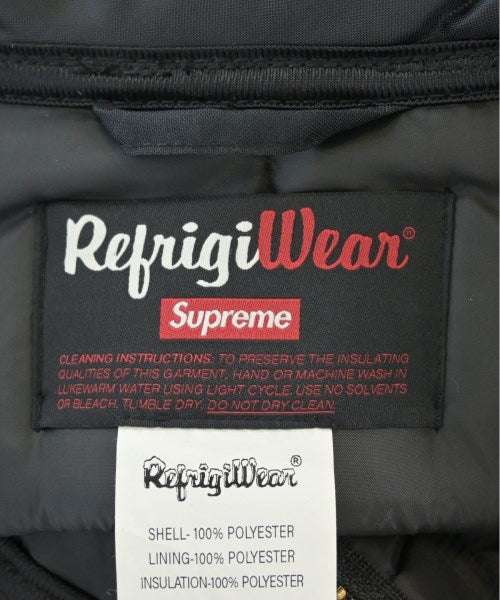 RefrigiWear®
Supreme
CLEANING INSTRUCTIONS: TO PRESERVE THE INSULATING
QUALITIES OF THIS GARMENT. HAND OR MACHINE WASH IN
LUKEWARM WATER USING LIGHT CYCLE. USE NO SOLVENTS
OR BLEACH. TUMBLE DRY. DO NOT DRY CLEAN.
RefrigiWear®
SHELL- 100% POLYESTER
LINING-100% POLYESTER
INSULATION-100% POLYESTER